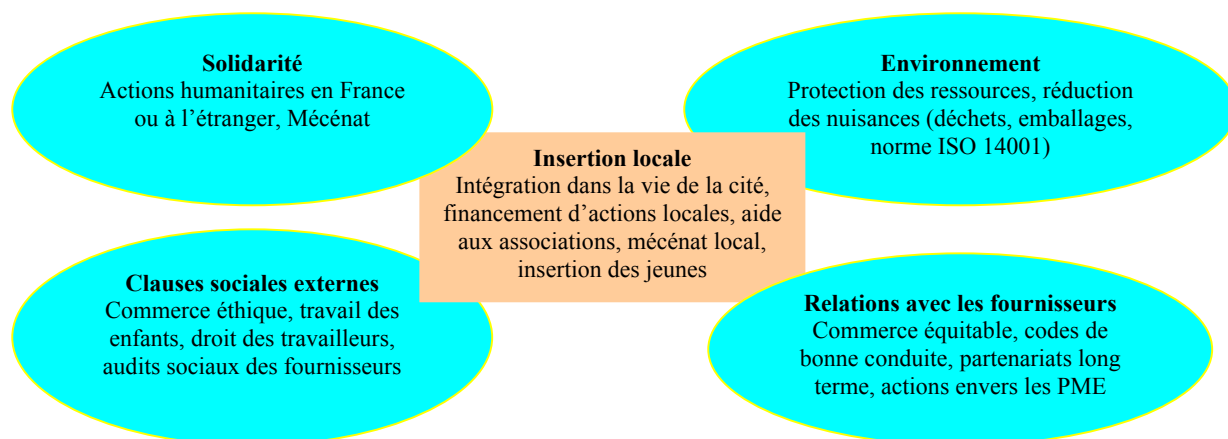 Solidarité
Actions humanitaires en France
ou à l’étranger, Mécénat
Environnement
Protection des ressources, réduction
des nuisances (déchets, emballages,
norme ISO 14001)
Insertion locale
Intégration dans la vie de la cité,
financement d’actions locales, aide
aux associations, mécénat local,
insertion des jeunes
Clauses sociales externes
Commerce éthique, travail des
enfants, droit des travailleurs,
audits sociaux des fournisseurs
Relations avec les fournisseurs
Commerce équitable, codes de
bonne conduite, partenariats long
terme, actions envers les PME